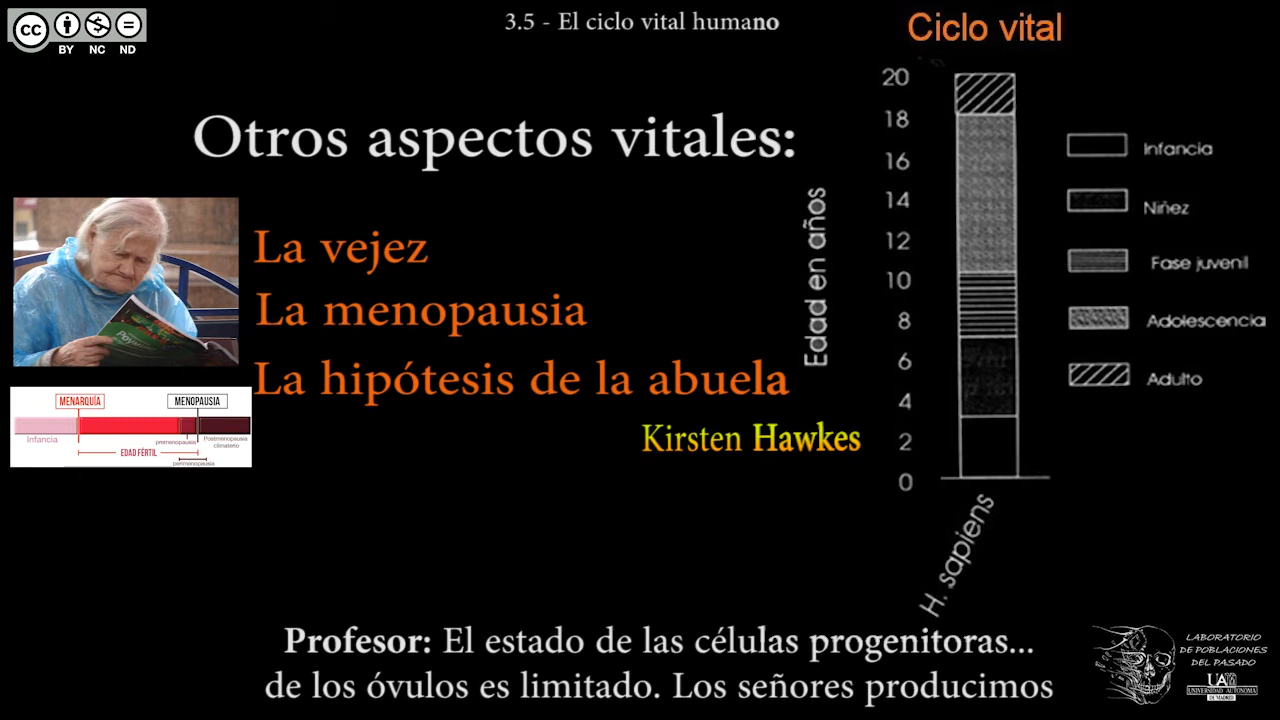 cc
BY NC ND
3.5 - El ciclo vital humano
Ciclo vital
Otros aspectos vitales:
La vejez
La menopausia
La hipótesis de la abuela
Kirsten Hawkes
MENARQUÍA
MENOPAUSIA
Infancia
premenopausia
Postmenopausia
climaterio
EDAD FÉRTIL
perimenopausia
Edad en años
20
18
16
14
12
10
8
6
4
2
0
H. sapiens
Infancia
Niñez
Fase juvenil
Adolescencia
Adulto
Profesor: El estado de las células progenitoras...
de los óvulos es limitado. Los señores producimos
LABORATORIO
DE POBLACIONES
DEL PASADO
UAM
UNIVERSIDAD AUTONOMA
DE MADRID